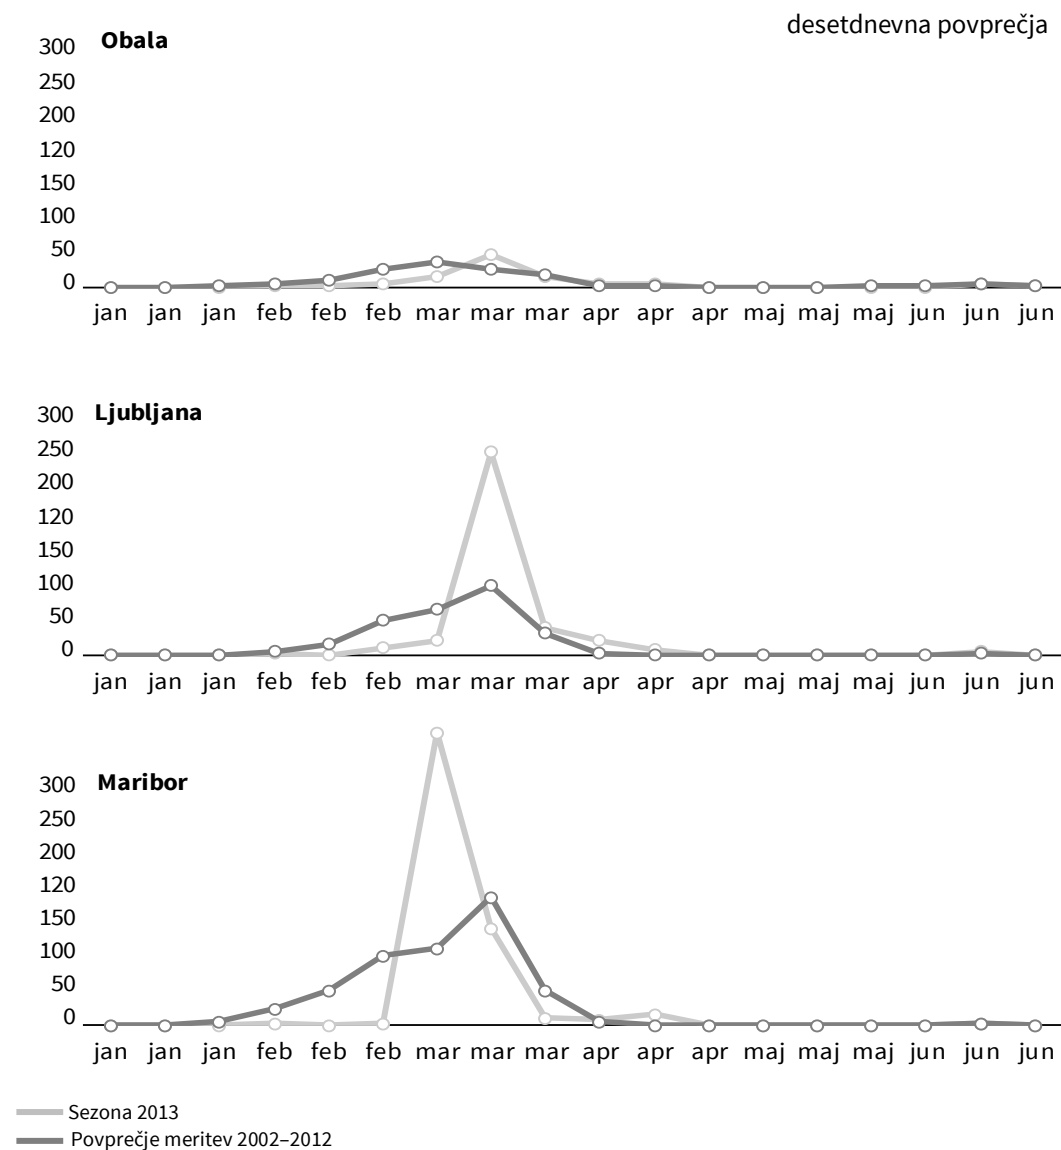 desetdnevna povprečja
Obala
300
250
200
120
150
100
50
0
jan jan jan feb feb feb mar mar mar apr apr apr maj maj maj jun jun jun
Ljubljana
300
250
200
120
150
100
50
0
jan jan jan feb feb feb mar mar mar apr apr apr maj maj maj jun jun jun
Maribor
300
250
200
120
150
100
50
0
jan jan jan feb feb feb mar mar mar apr apr apr maj maj maj jun jun jun
Sezona 2013
Povprečje meritev 2002–2012